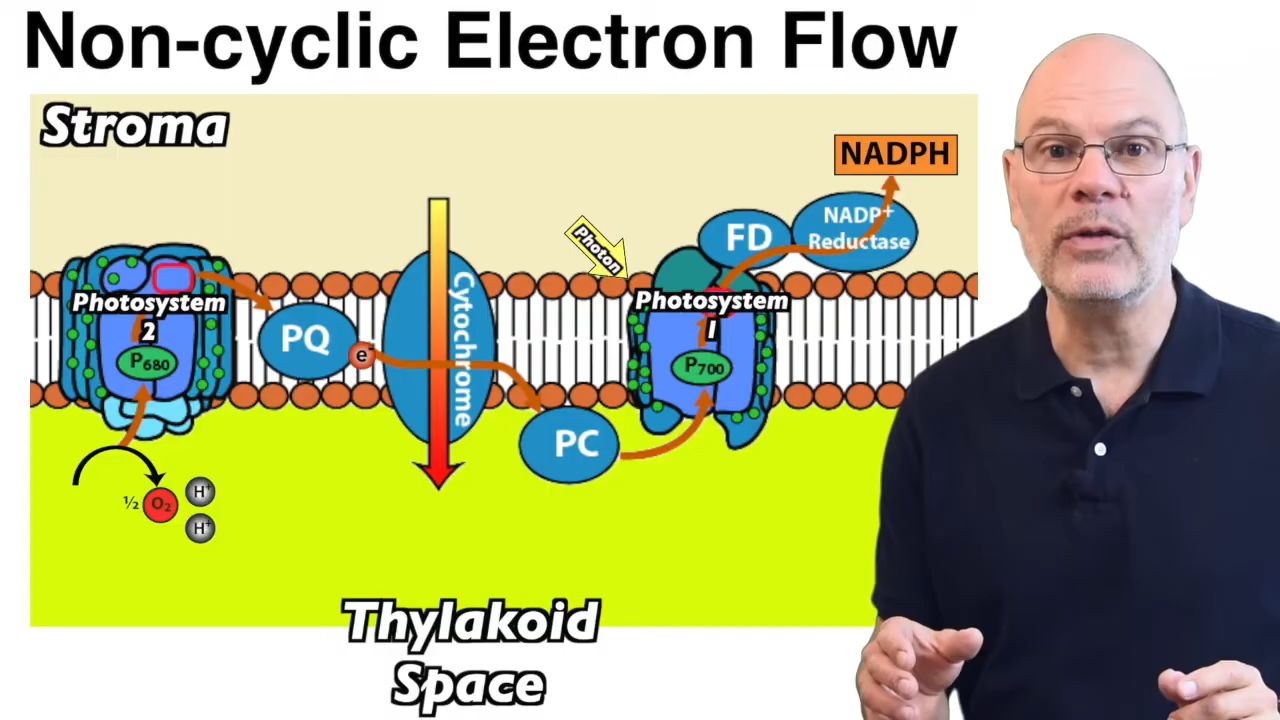 Non-cyclic Electron Flow
Stroma
NADPH
Photon
FD
NADP+
Reductase
Photosystem
2
P680
PQ
e-
Cytochrome
Photosystem
1
P700
PC
½ O2
H+
H+
Thylakoid
Space